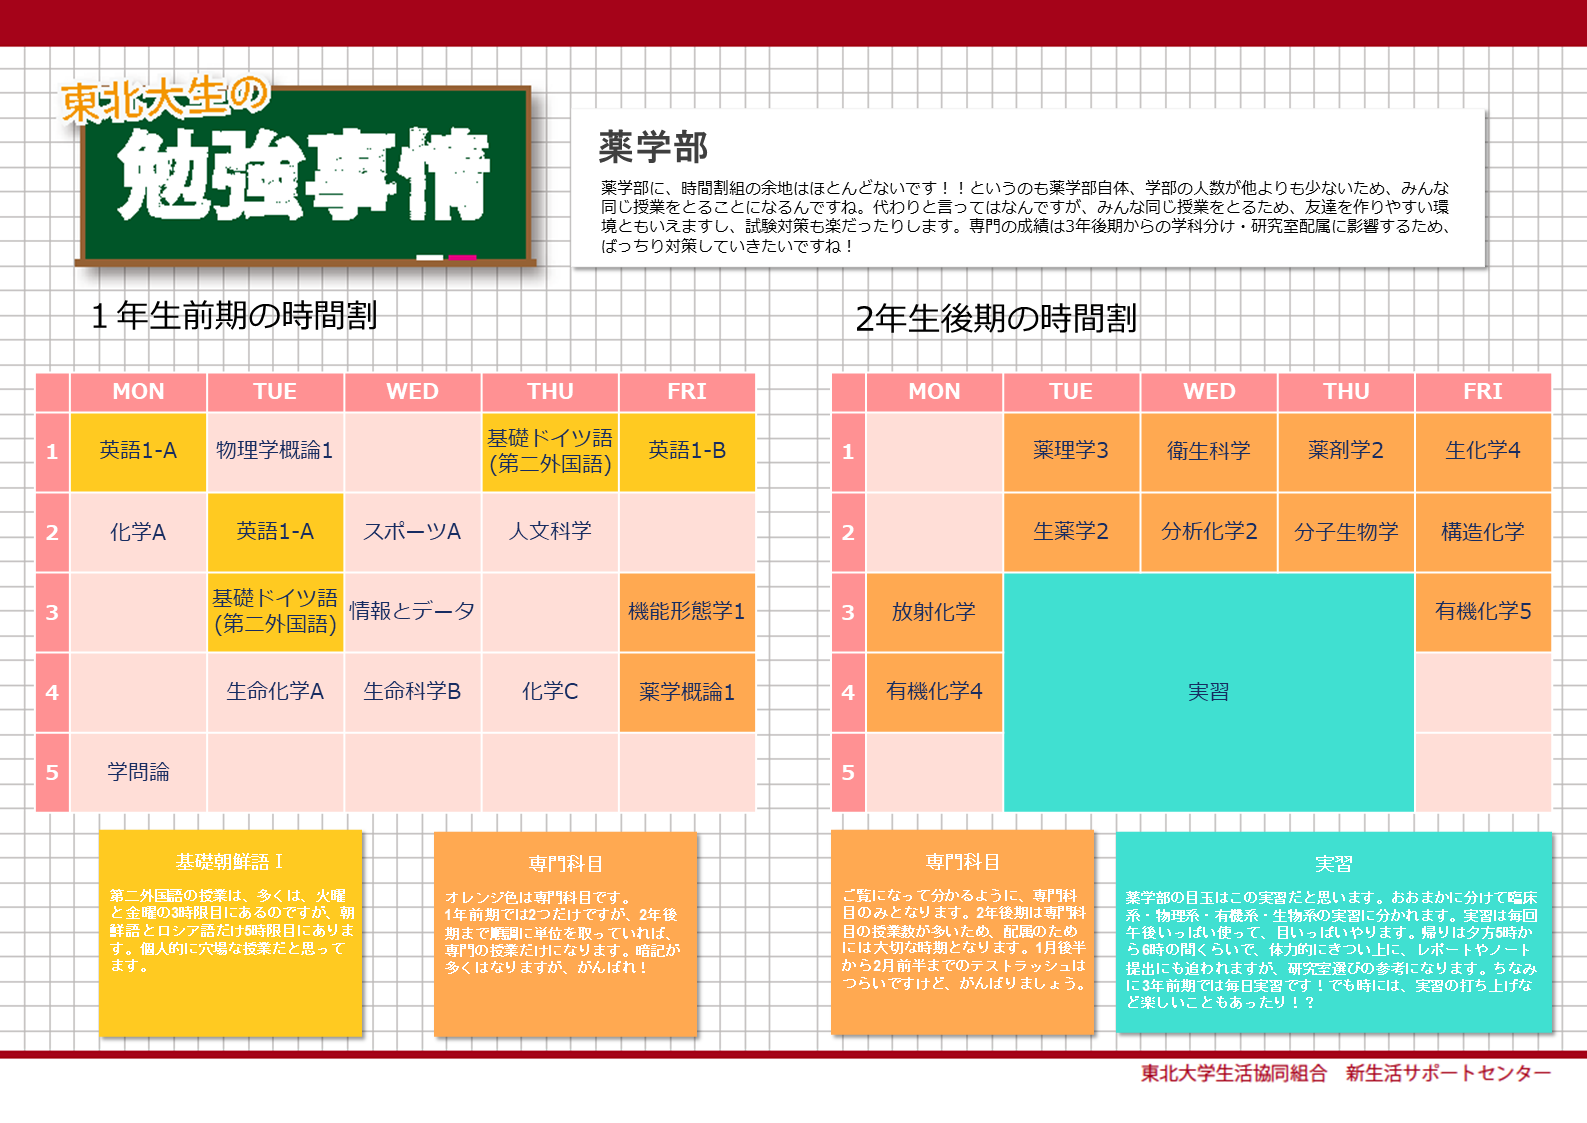 東北大生の
勉強事情
薬学部
薬学部に、時間割組の余地はほとんどないです！！というのも薬学部自体、学部の人数が他よりも少ないため、みんな
同じ授業をとることになるんですね。代わりと言ってはなんですが、みんな同じ授業をとるため、友達を作りやすい環
境ともいえますし、試験対策も楽だったりします。専門の成績は3年後期からの学科分け・研究室配属に影響するため、
ばっちり対策していきたいですね！
１年生前期の時間割
MON TUE WED THU FRI
1 英語1-A 物理学概論1 基礎ドイツ語 英語1-B
(第二外国語)
2 化学A 英語1-A スポーツA 人文科学
3 基礎ドイツ語 情報とデータ 機能形態学1
(第二外国語)
4 生命化学A 生命科学B 化学C 薬学概論1
5 学問論
基礎朝鮮語Ⅰ
第二外国語の授業は、多くは、火曜
と金曜の3時限目にあるのですが、朝
鮮語とロシア語だけ5時限目にありま
す。個人的に穴場な授業だと思って
ます。
専門科目
オレンジ色は専門科目です。
1年前期では2つだけですが、2年後
期まで順調に単位を取っていれば、
専門の授業だけになります。暗記が
多くはなりますが、がんばれ！
2年生後期の時間割
MON TUE WED THU FRI
1 薬理学3 衛生科学 薬剤学2 生化学4
2 生薬学2 分析化学2 分子生物学 構造化学
3 放射化学 有機化学5
4 有機化学4 実習
5
専門科目
ご覧になって分かるように、専門科
目のみとなります。2年後期は専門科
目の授業数が多いため、配属のため
には大切な時期となります。1月後半
から2月前半までのテストラッシュは
つらいですけど、がんばりましょう。
実習
薬学部の目玉はこの実習だと思います。おおまかに分けて臨床
系・物理系・有機系・生物系の実習に分かれます。実習は毎回
午後いっぱい使って、目いっぱいやります。帰りは夕方5時か
ら6時の間くらいで、体力的にきつい上に、レポートやノート
提出にも追われますが、研究室選びの参考になります。ちなみ
に3年前期では毎日実習です！でも時には、実習の打ち上げな
ど楽しいこともあったり！？
東北大学生活協同組合　新生活サポートセンター